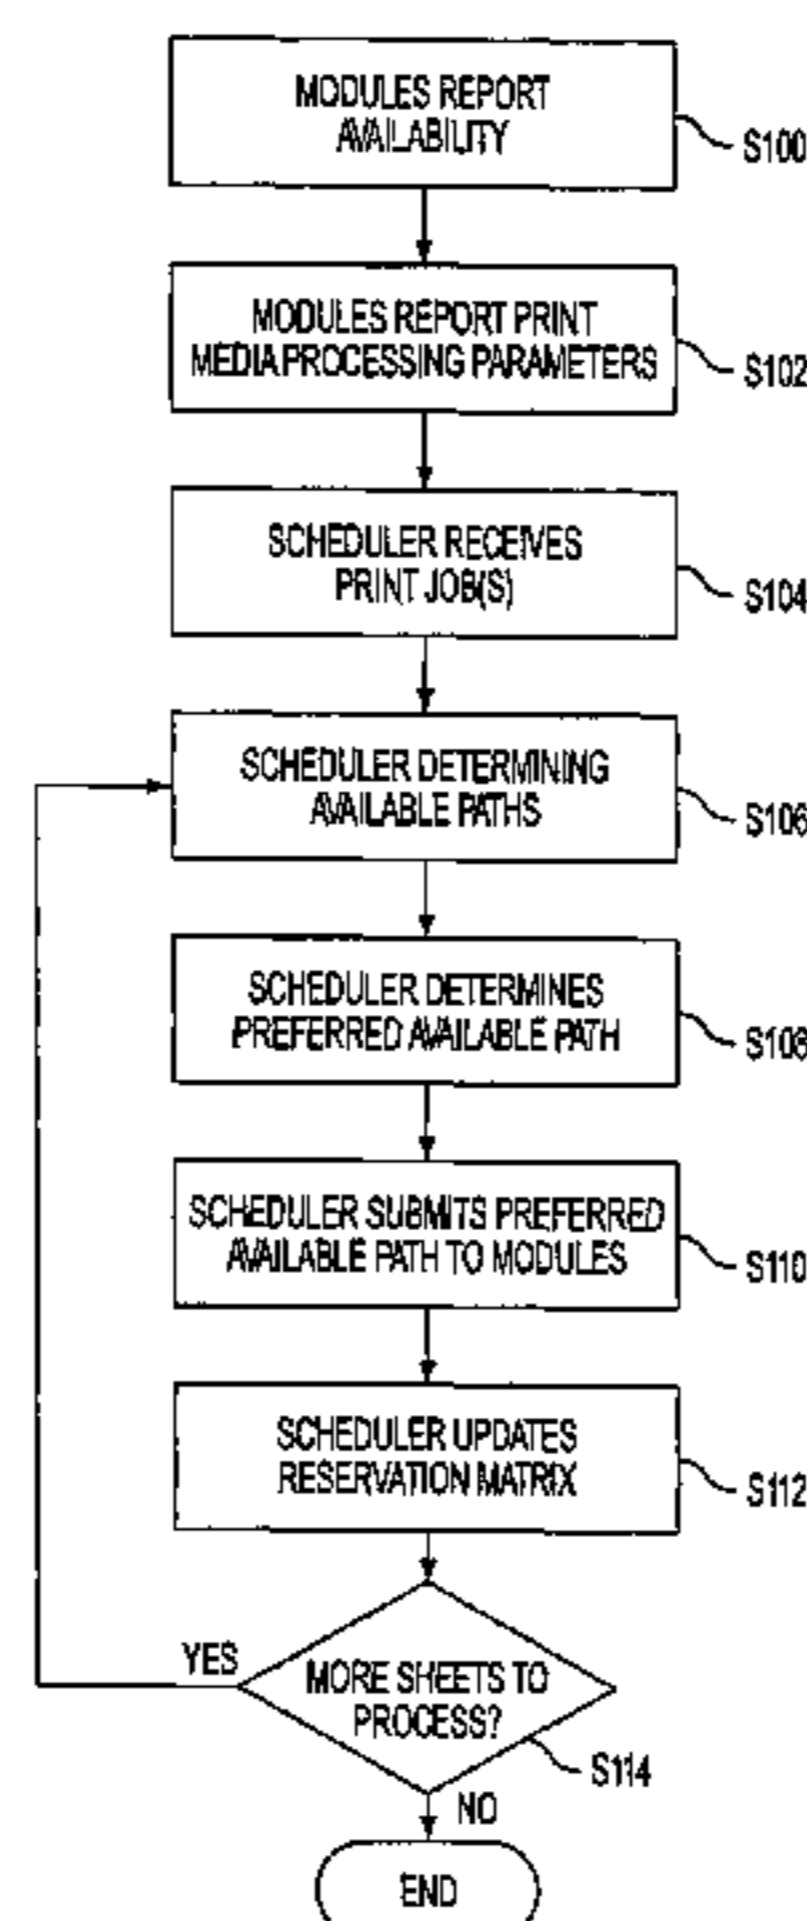 MODULES REPORT
AVAILABILITY
S100
MODULES REPORT PRINT
MEDIA PROCESSING PARAMETERS
S102
SCHEDULER RECEIVES
PRINT JOB(S)
S104
SCHEDULER DETERMINING
AVAILABLE PATHS
S106
SCHEDULER DETERMINES
PREFERRED AVAILABLE PATH
S108
SCHEDULER SUBMITS PREFERRED
AVAILABLE PATH TO MODULES
S110
SCHEDULER UPDATES
RESERVATION MATRIX
S112
YES
MORE SHEETS TO
PROCESS?
S114
NO
END